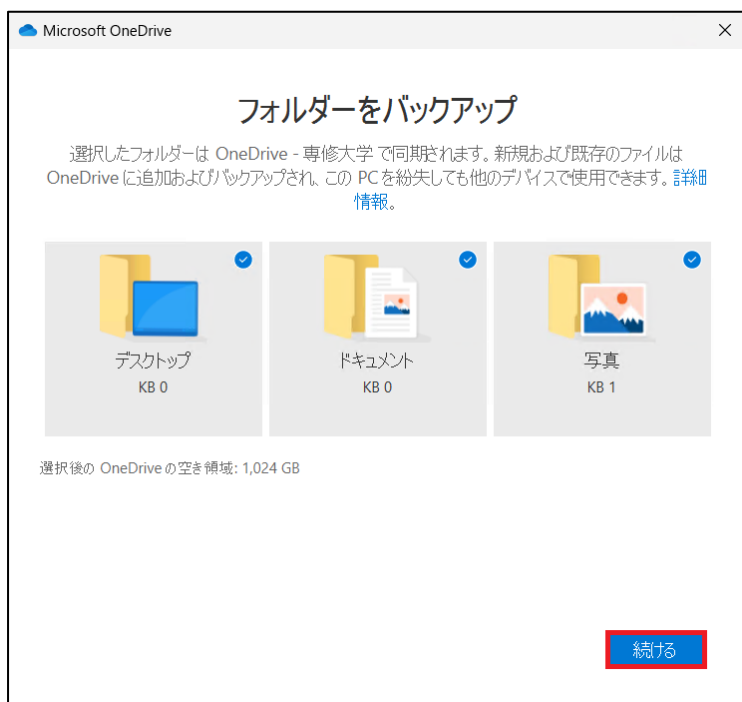 Microsoft OneDrive
フォルダーをバックアップ
選択したフォルダーは OneDrive - 専修大学 で同期されます。新規および既存のファイルは
OneDrive に追加およびバックアップされ、この PC を紛失しても他のデバイスで使用できます。詳細
情報。
デスクトップ
KB 0
ドキュメント
KB 0
写真
KB 1
選択後の OneDrive の空き領域: 1,024 GB
続ける